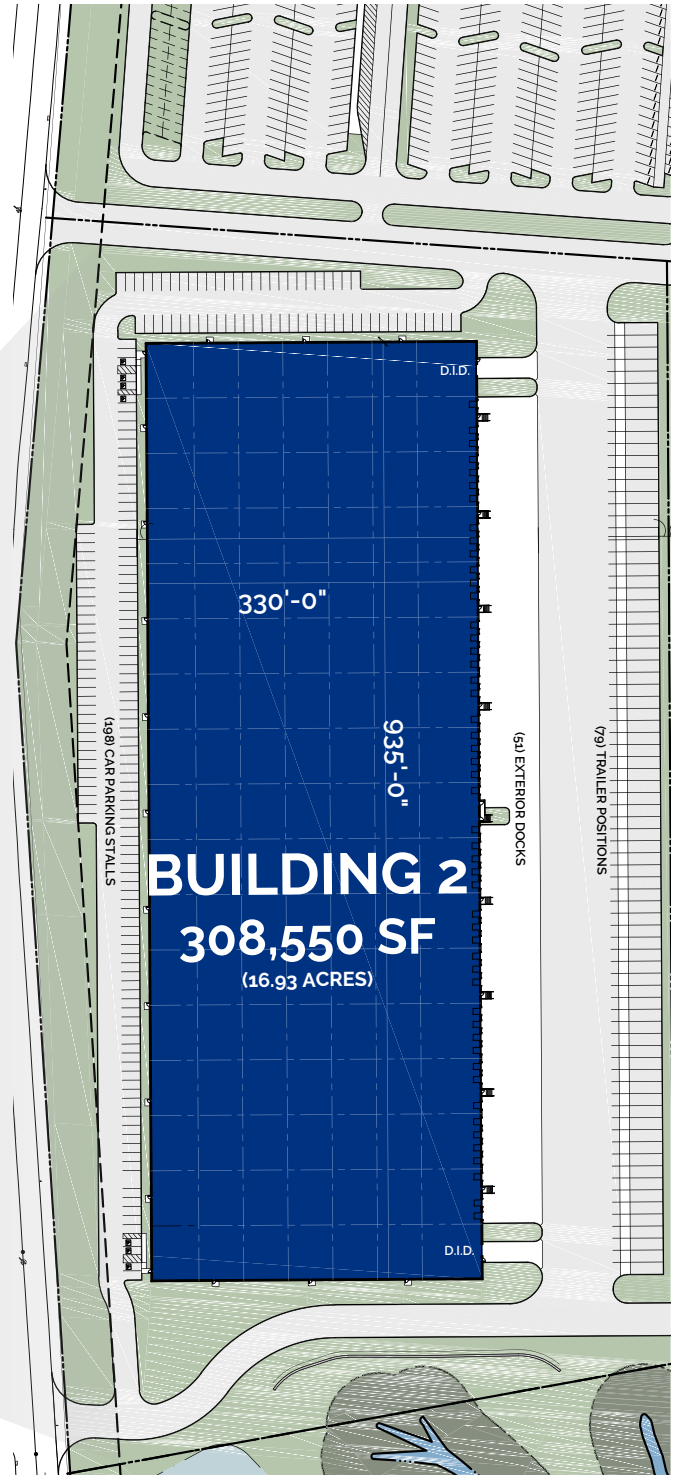 D.I.D.
330'-0"
935'-0"
(198) CAR PARKING STALLS
(51) EXTERIOR DOCKS
(79) TRAILER POSITIONS
BUILDING 2
308,550 SF
(16.93 ACRES)
D.I.D.